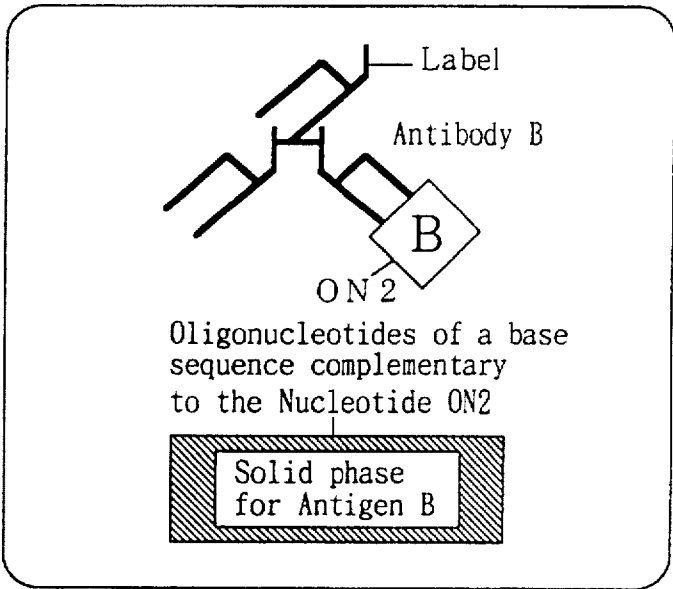 Label
Antibody B
B
ON2
Oligonucleotides of a base
sequence complementary
to the Nucleotide ON2
Solid phase
for Antigen B